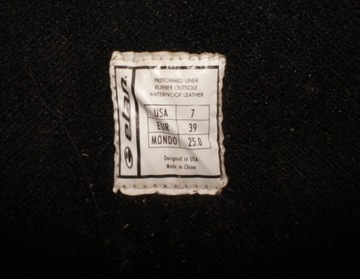 elan
PREFORMED LINER
RUBBER OUTSOLE
WATERPROOF LEATHER
USA 7
EUR 39
MONDO 25.0
Designed in USA
Made in China